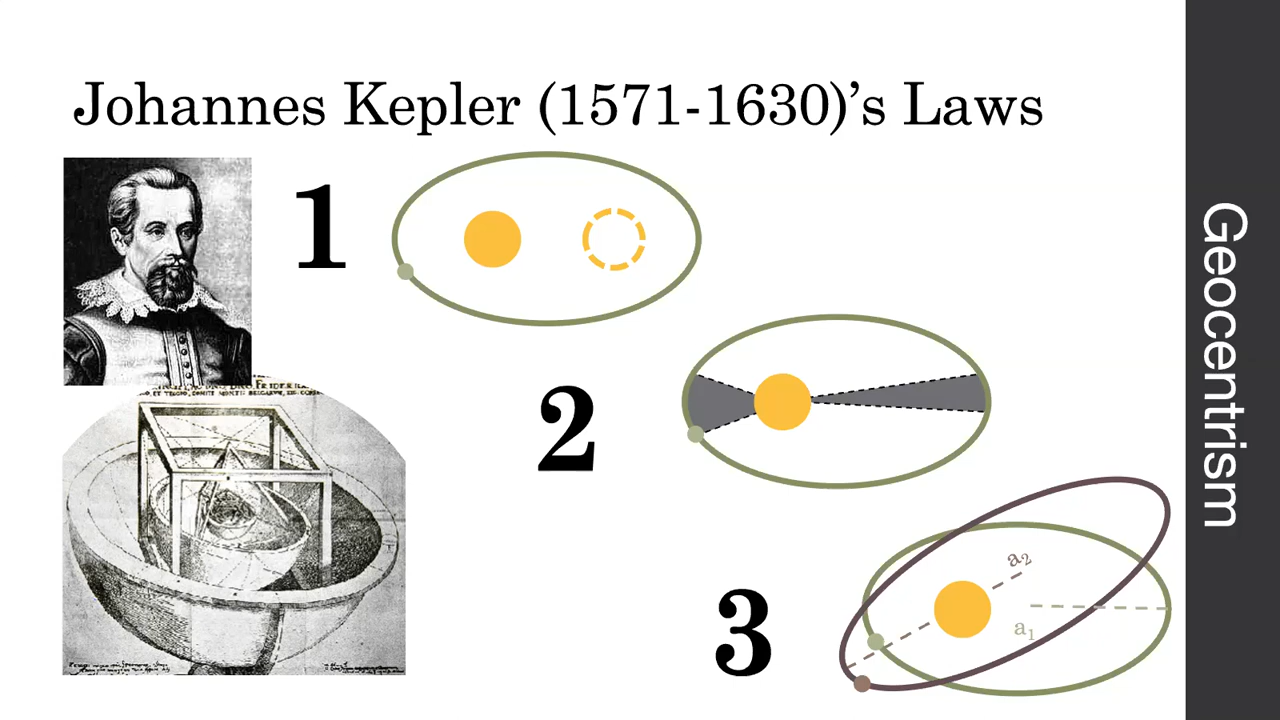 Johannes Kepler (1571-1630)’s Laws
1
2
3
a₂
a₁
Geocentrism